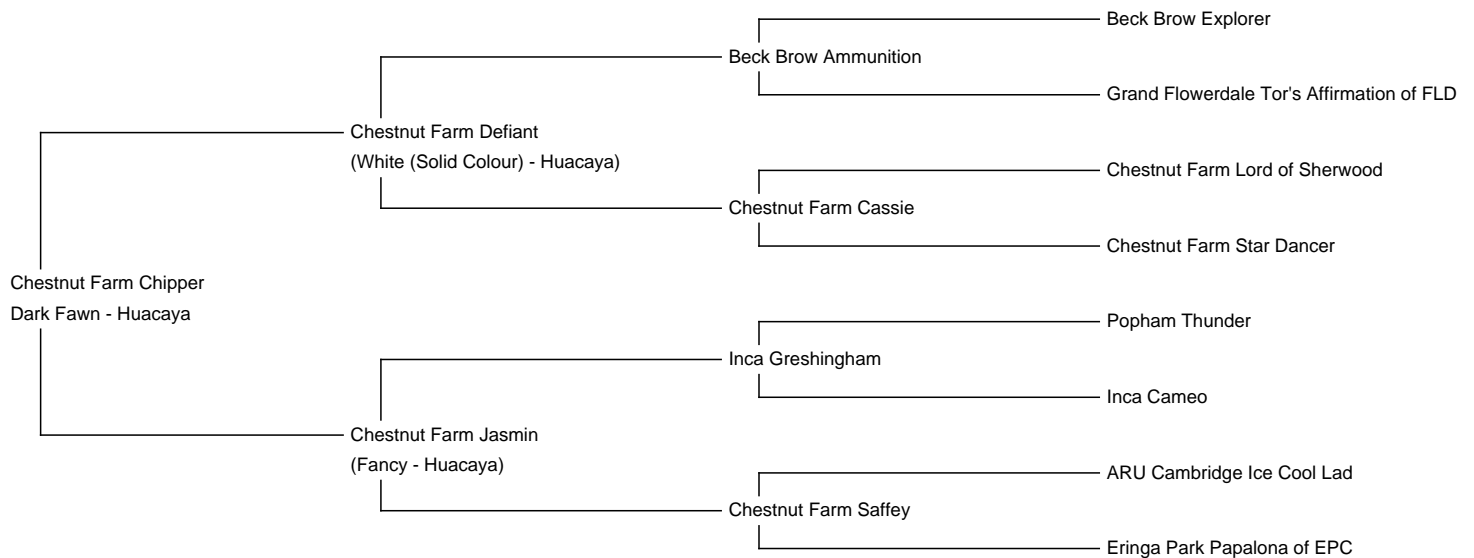 Beck Brow Explorer
Beck Brow Ammunition
Grand Flowerdale Tor's Affirmation of FLD
Chestnut Farm Defiant
(White (Solid Colour) - Huacaya)
Chestnut Farm Lord of Sherwood
Chestnut Farm Cassie
Chestnut Farm Star Dancer
Chestnut Farm Chipper
Dark Fawn - Huacaya
Popham Thunder
Inca Greshingham
Inca Cameo
Chestnut Farm Jasmin
(Fancy - Huacaya)
ARU Cambridge Ice Cool Lad
Chestnut Farm Saffey
Eringa Park Papalona of EPC